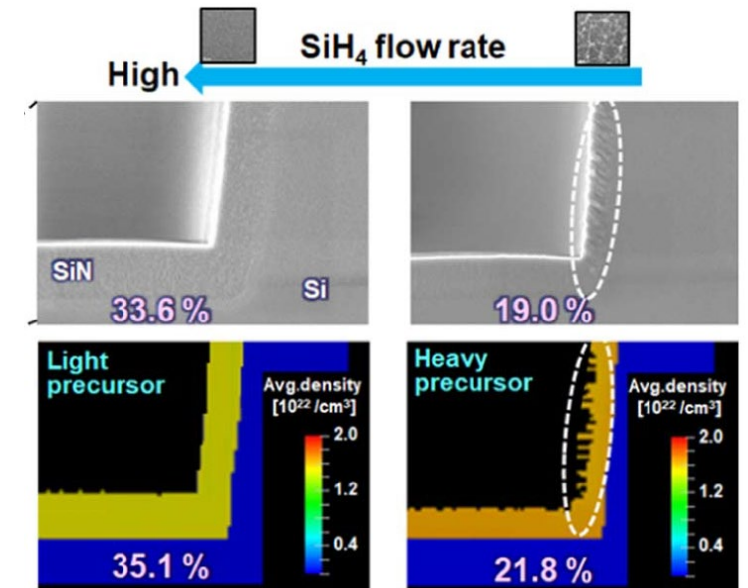 SiH₄ flow rate
High
SiN
Si
33.6 %
19.0 %
Light
precursor
Avg.density
[10²² /cm³]
2.0
1.2
0.4
35.1 %
Heavy
precursor
Avg.density
[10²² /cm³]
2.0
1.2
0.4
21.8 %